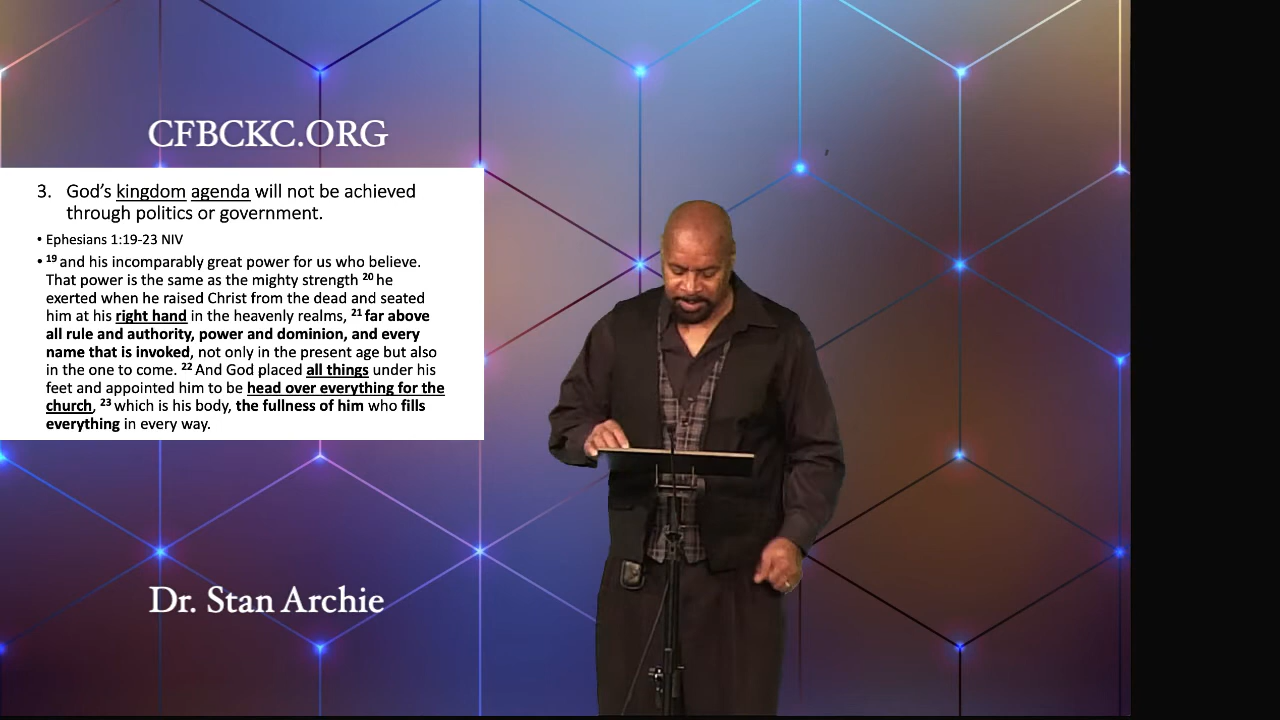 CFBCKC.ORG
3. God’s kingdom agenda will not be achieved
through politics or government.
• Ephesians 1:19-23 NIV
• 19 and his incomparably great power for us who believe.
That power is the same as the mighty strength 20 he
exerted when he raised Christ from the dead and seated
him at his right hand in the heavenly realms, 21 far above
all rule and authority, power and dominion, and every
name that is invoked, not only in the present age but also
in the one to come. 22 And God placed all things under his
feet and appointed him to be head over everything for the
church, 23 which is his body, the fullness of him who fills
everything in every way.
Dr. Stan Archie